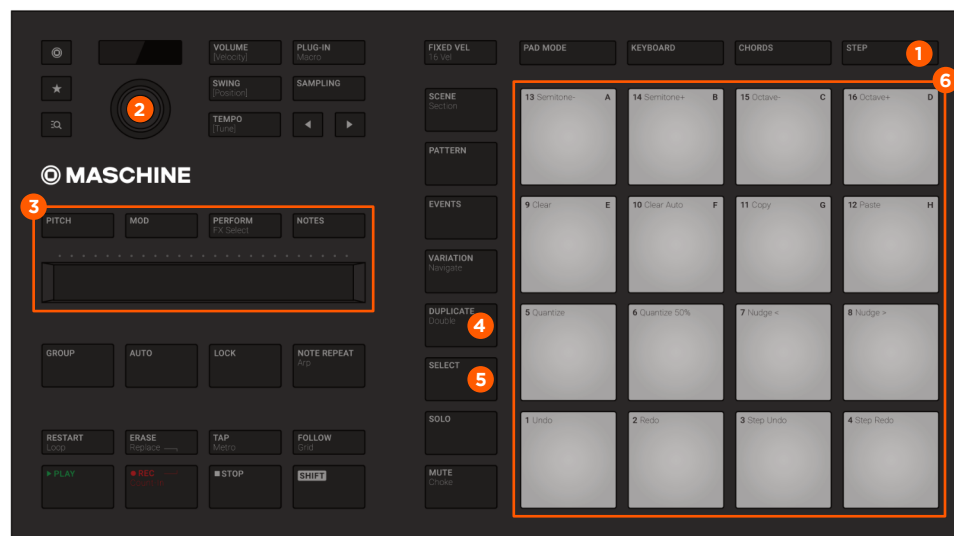 VOLUME
[Velocity]
PLUG-IN
Macro
SWING
[Position]
SAMPLING
TEMPO
[Tune]
2
MASCHINE
3
PITCH
MOD
PERFORM
FX Select
NOTES
GROUP
AUTO
LOCK
NOTE REPEAT
Arp
RESTART
Loop
ERASE
Replace
TAP
Metro
FOLLOW
Grid
PLAY
REC
STOP
SHIFT
FIXED VEL
16 Vel
SCENE
Section
PATTERN
EVENTS
VARIATION
Navigate
DUPLICATE
Double
4
SELECT
5
SOLO
MUTE
Choke
PAD MODE
KEYBOARD
CHORDS
STEP
1
6
13 Semitone- A
14 Semitone+ B
15 Octave- C
16 Octave+ D
9 Clear E
10 Clear Auto F
11 Copy G
12 Paste H
5 Quantize
6 Quantize 50%
7 Nudge <
8 Nudge >
1 Undo
2 Redo
3 Step Undo
4 Step Redo